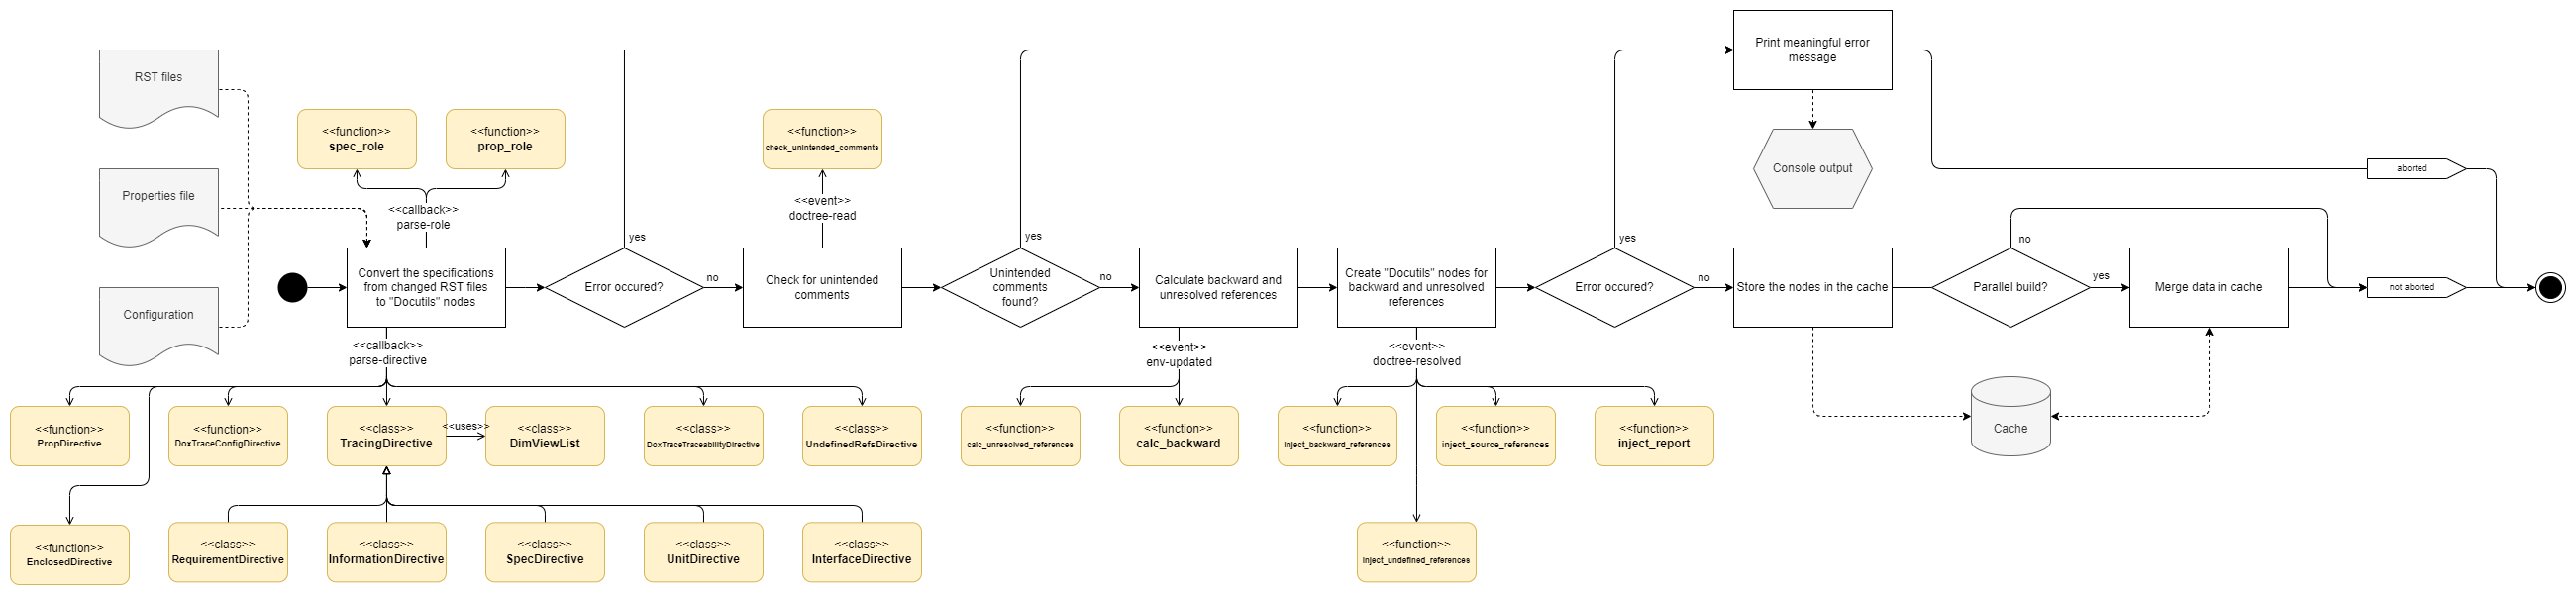 Print meaningful error
message
RST files
<<function>>
spec_role
<<function>>
prop_role
<<function>>
check_unintended_comments
Console output
aborted
Properties file
<<callback>>
parse-role
<<event>>
doctree-read
yes
yes
yes
no
Convert the specifications
from changed RST files
to "Docutils" nodes
Error occured?
no
Check for unintended
comments
Unintended
comments
found?
no
Calculate backward and
unresolved references
Create "Docutils" nodes for
backward and unresolved
references
Error occured?
no
Store the nodes in the cache
Parallel build?
yes
Merge data in cache
not aborted
Configuration
<<callback>>
parse-directive
<<event>>
env-updated
<<event>>
doctree-resolved
<<function>>
PropDirective
<<function>>
DoxTraceConfigDirective
<<class>>
TracingDirective
<<uses>>
<<class>>
DimViewList
<<class>>
DoxTraceTraceabilityDirective
<<class>>
UndefinedRefsDirective
<<function>>
calc_unresolved_references
<<function>>
calc_backward
<<function>>
inject_backward_references
<<function>>
inject_source_references
<<function>>
inject_report
Cache
<<function>>
EnclosedDirective
<<class>>
RequirementDirective
<<class>>
InformationDirective
<<class>>
SpecDirective
<<class>>
UnitDirective
<<class>>
InterfaceDirective
<<function>>
inject_undefined_references